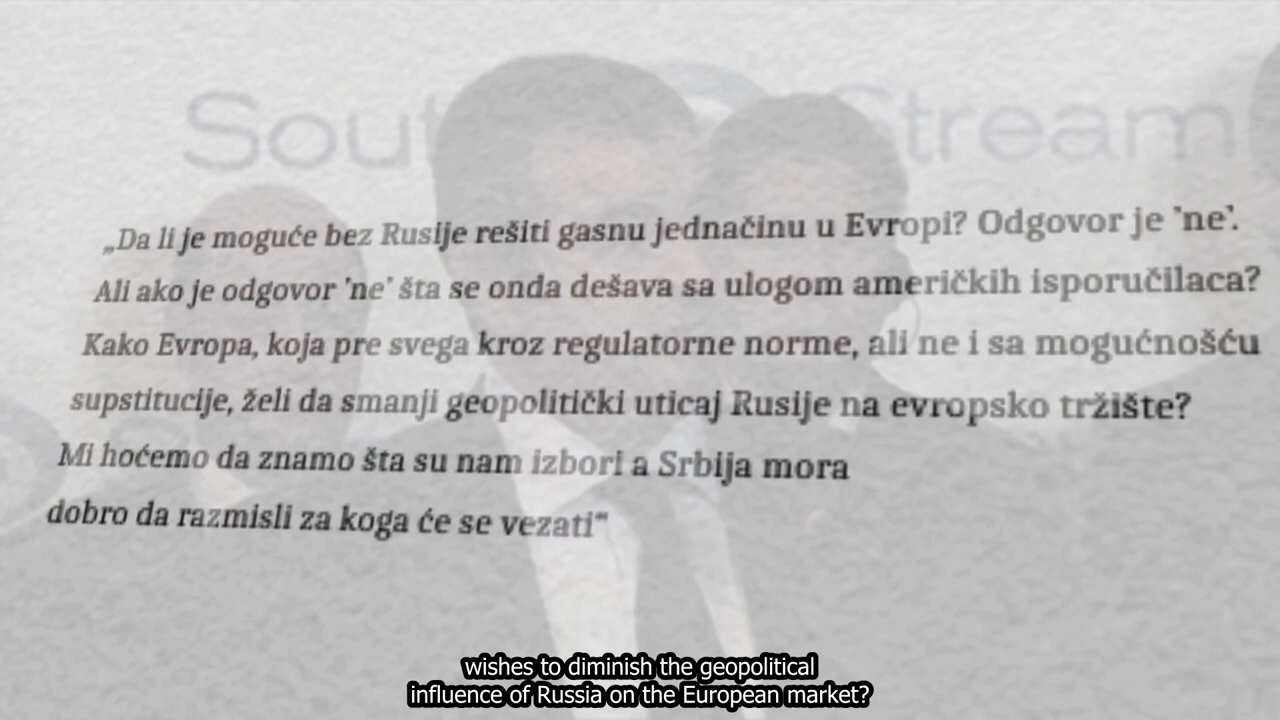 South Stream
„Da li je moguće bez Rusije rešiti gasnu jednačinu u Evropi? Odgovor je 'ne'.
Ali ako je odgovor 'ne' šta se onda dešava sa ulogom američkih isporučilaca?
Kako Evropa, koja pre svega kroz regulatorne norme, ali ne i sa mogućnošću
supstitucije, želi da smanji geopolitički uticaj Rusije na evropsko tržište?
Mi hoćemo da znamo šta su nam izbori a Srbija mora
dobro da razmisli za koga će se vezati“
wishes to diminish the geopolitical
influence of Russia on the European market?